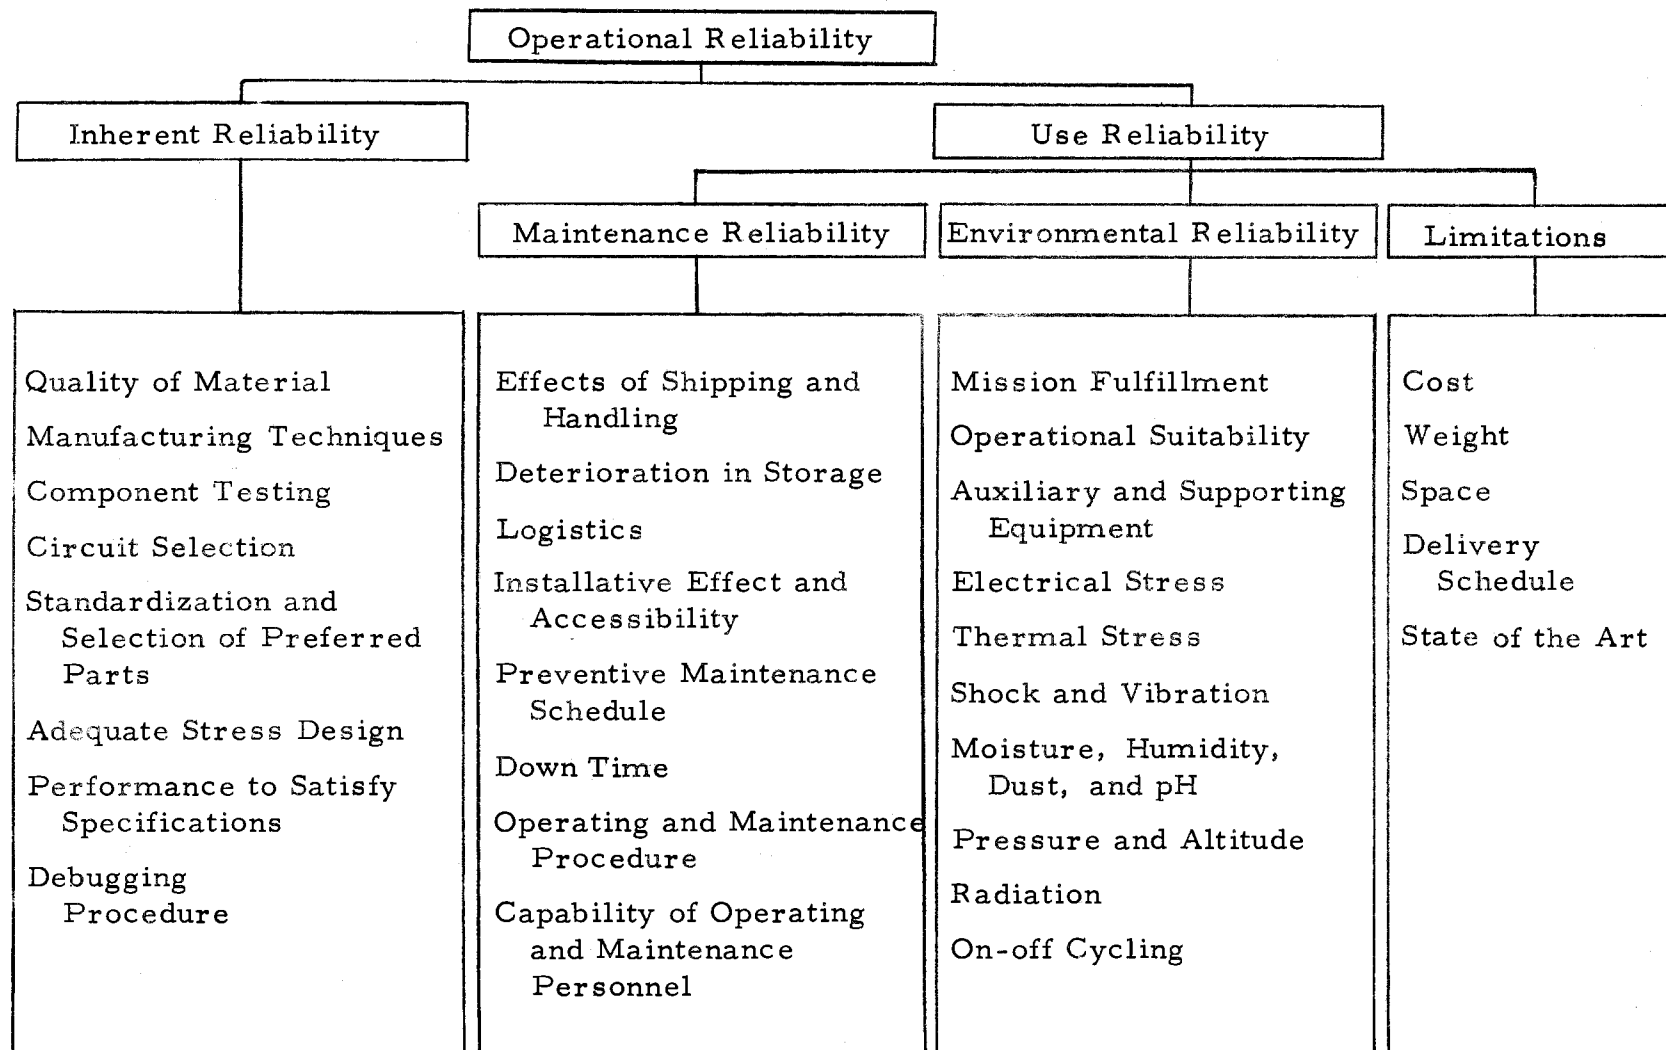 Operational Reliability
Inherent Reliability
Use Reliability
Maintenance Reliability
Environmental Reliability
Limitations
Quality of Material
Manufacturing Techniques
Component Testing
Circuit Selection
Standardization and
Selection of Preferred
Parts
Adequate Stress Design
Performance to Satisfy
Specifications
Debugging
Procedure
Effects of Shipping and
Handling
Deterioration in Storage
Logistics
Installative Effect and
Accessibility
Preventive Maintenance
Schedule
Down Time
Operating and Maintenance
Procedure
Capability of Operating
and Maintenance
Personnel
Mission Fulfillment
Operational Suitability
Auxiliary and Supporting
Equipment
Electrical Stress
Thermal Stress
Shock and Vibration
Moisture, Humidity,
Dust, and pH
Pressure and Altitude
Radiation
On-off Cycling
Cost
Weight
Space
Delivery
Schedule
State of the Art